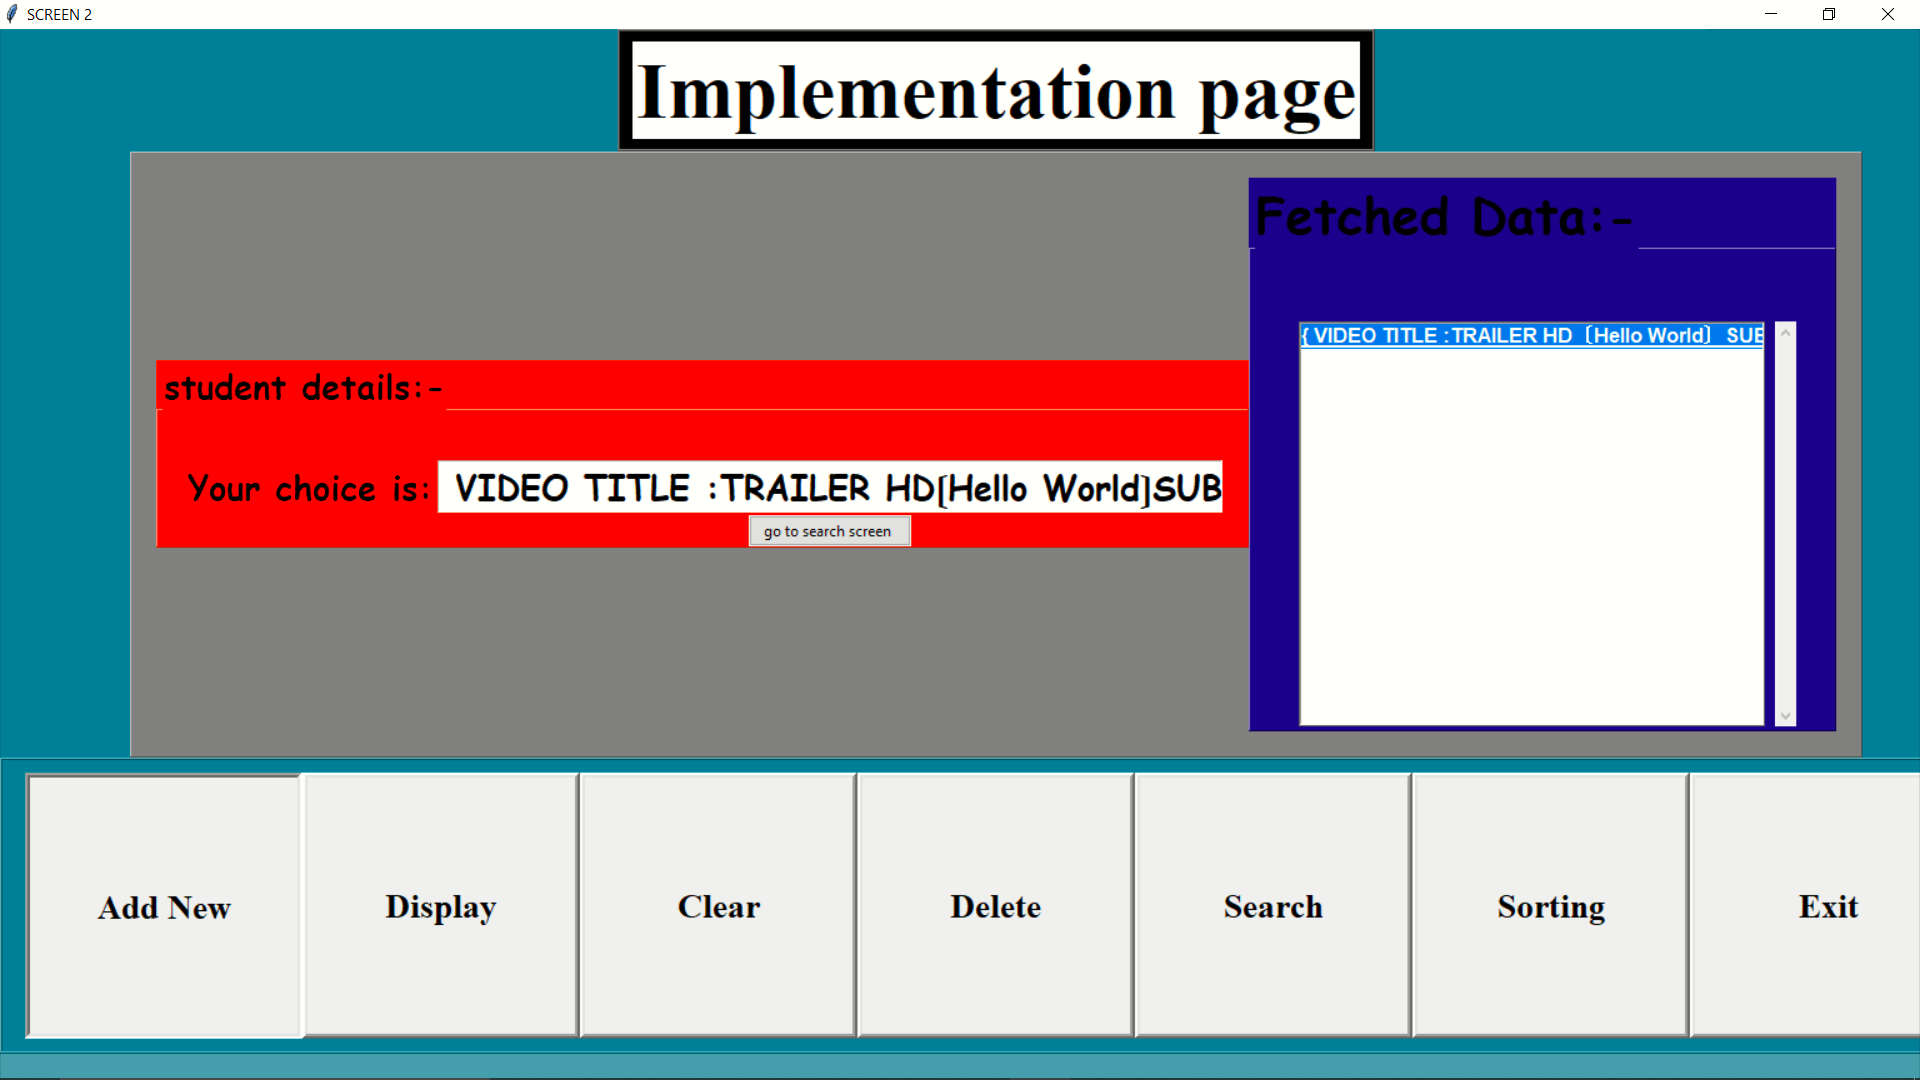 SCREEN 2
Implementation page
Fetched Data:-
{ VIDEO TITLE :TRAILER HD〔Hello World〕 SUB
student details:-
Your choice is: VIDEO TITLE :TRAILER HD〔Hello World〕SUB
go to search screen
Add New
Display
Clear
Delete
Search
Sorting
Exit